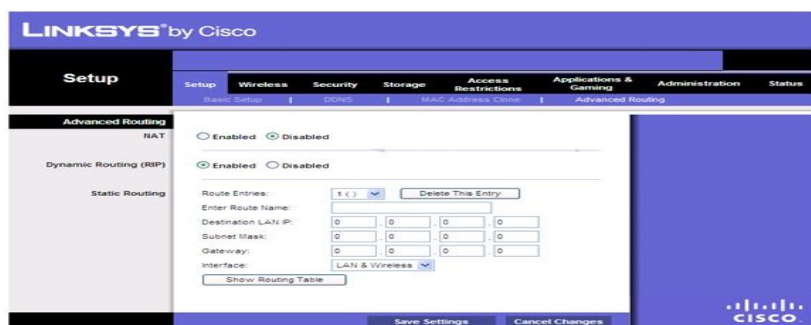 LINKSYS® by Cisco
Setup
Setup Wireless Security Storage Access Restrictions Applications & Gaming Administration Status
Basic Setup | DDNS | MAC Address Clone | Advanced Routing
Advanced Routing
NAT Enabled Disabled
Dynamic Routing (RIP) Enabled Disabled
Static Routing Route Entries: 1 ( ) Delete This Entry
Enter Route Name:
Destination LAN IP: 0 . 0 . 0 . 0
Subnet Mask: 0 . 0 . 0 . 0
Gateway: 0 . 0 . 0 . 0
Interface: LAN & Wireless
Show Routing Table
Save Settings Cancel Changes
CISCO